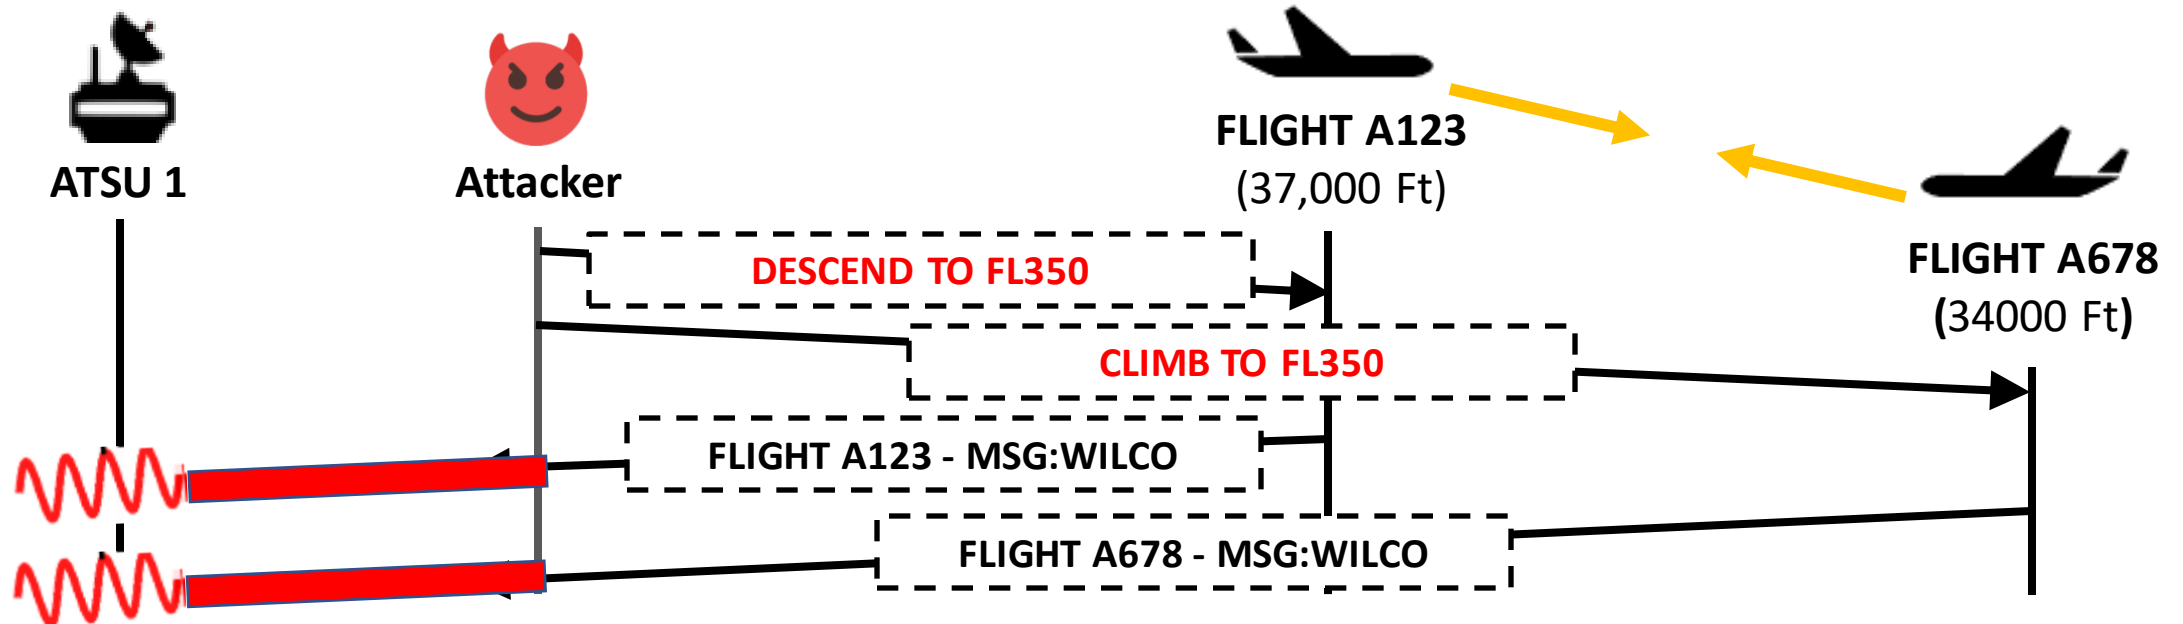 ATSU 1
Attacker
FLIGHT A123
(37,000 Ft)
FLIGHT A678
(34000 Ft)
DESCEND TO FL350
CLIMB TO FL350
FLIGHT A123 - MSG:WILCO
FLIGHT A678 - MSG:WILCO